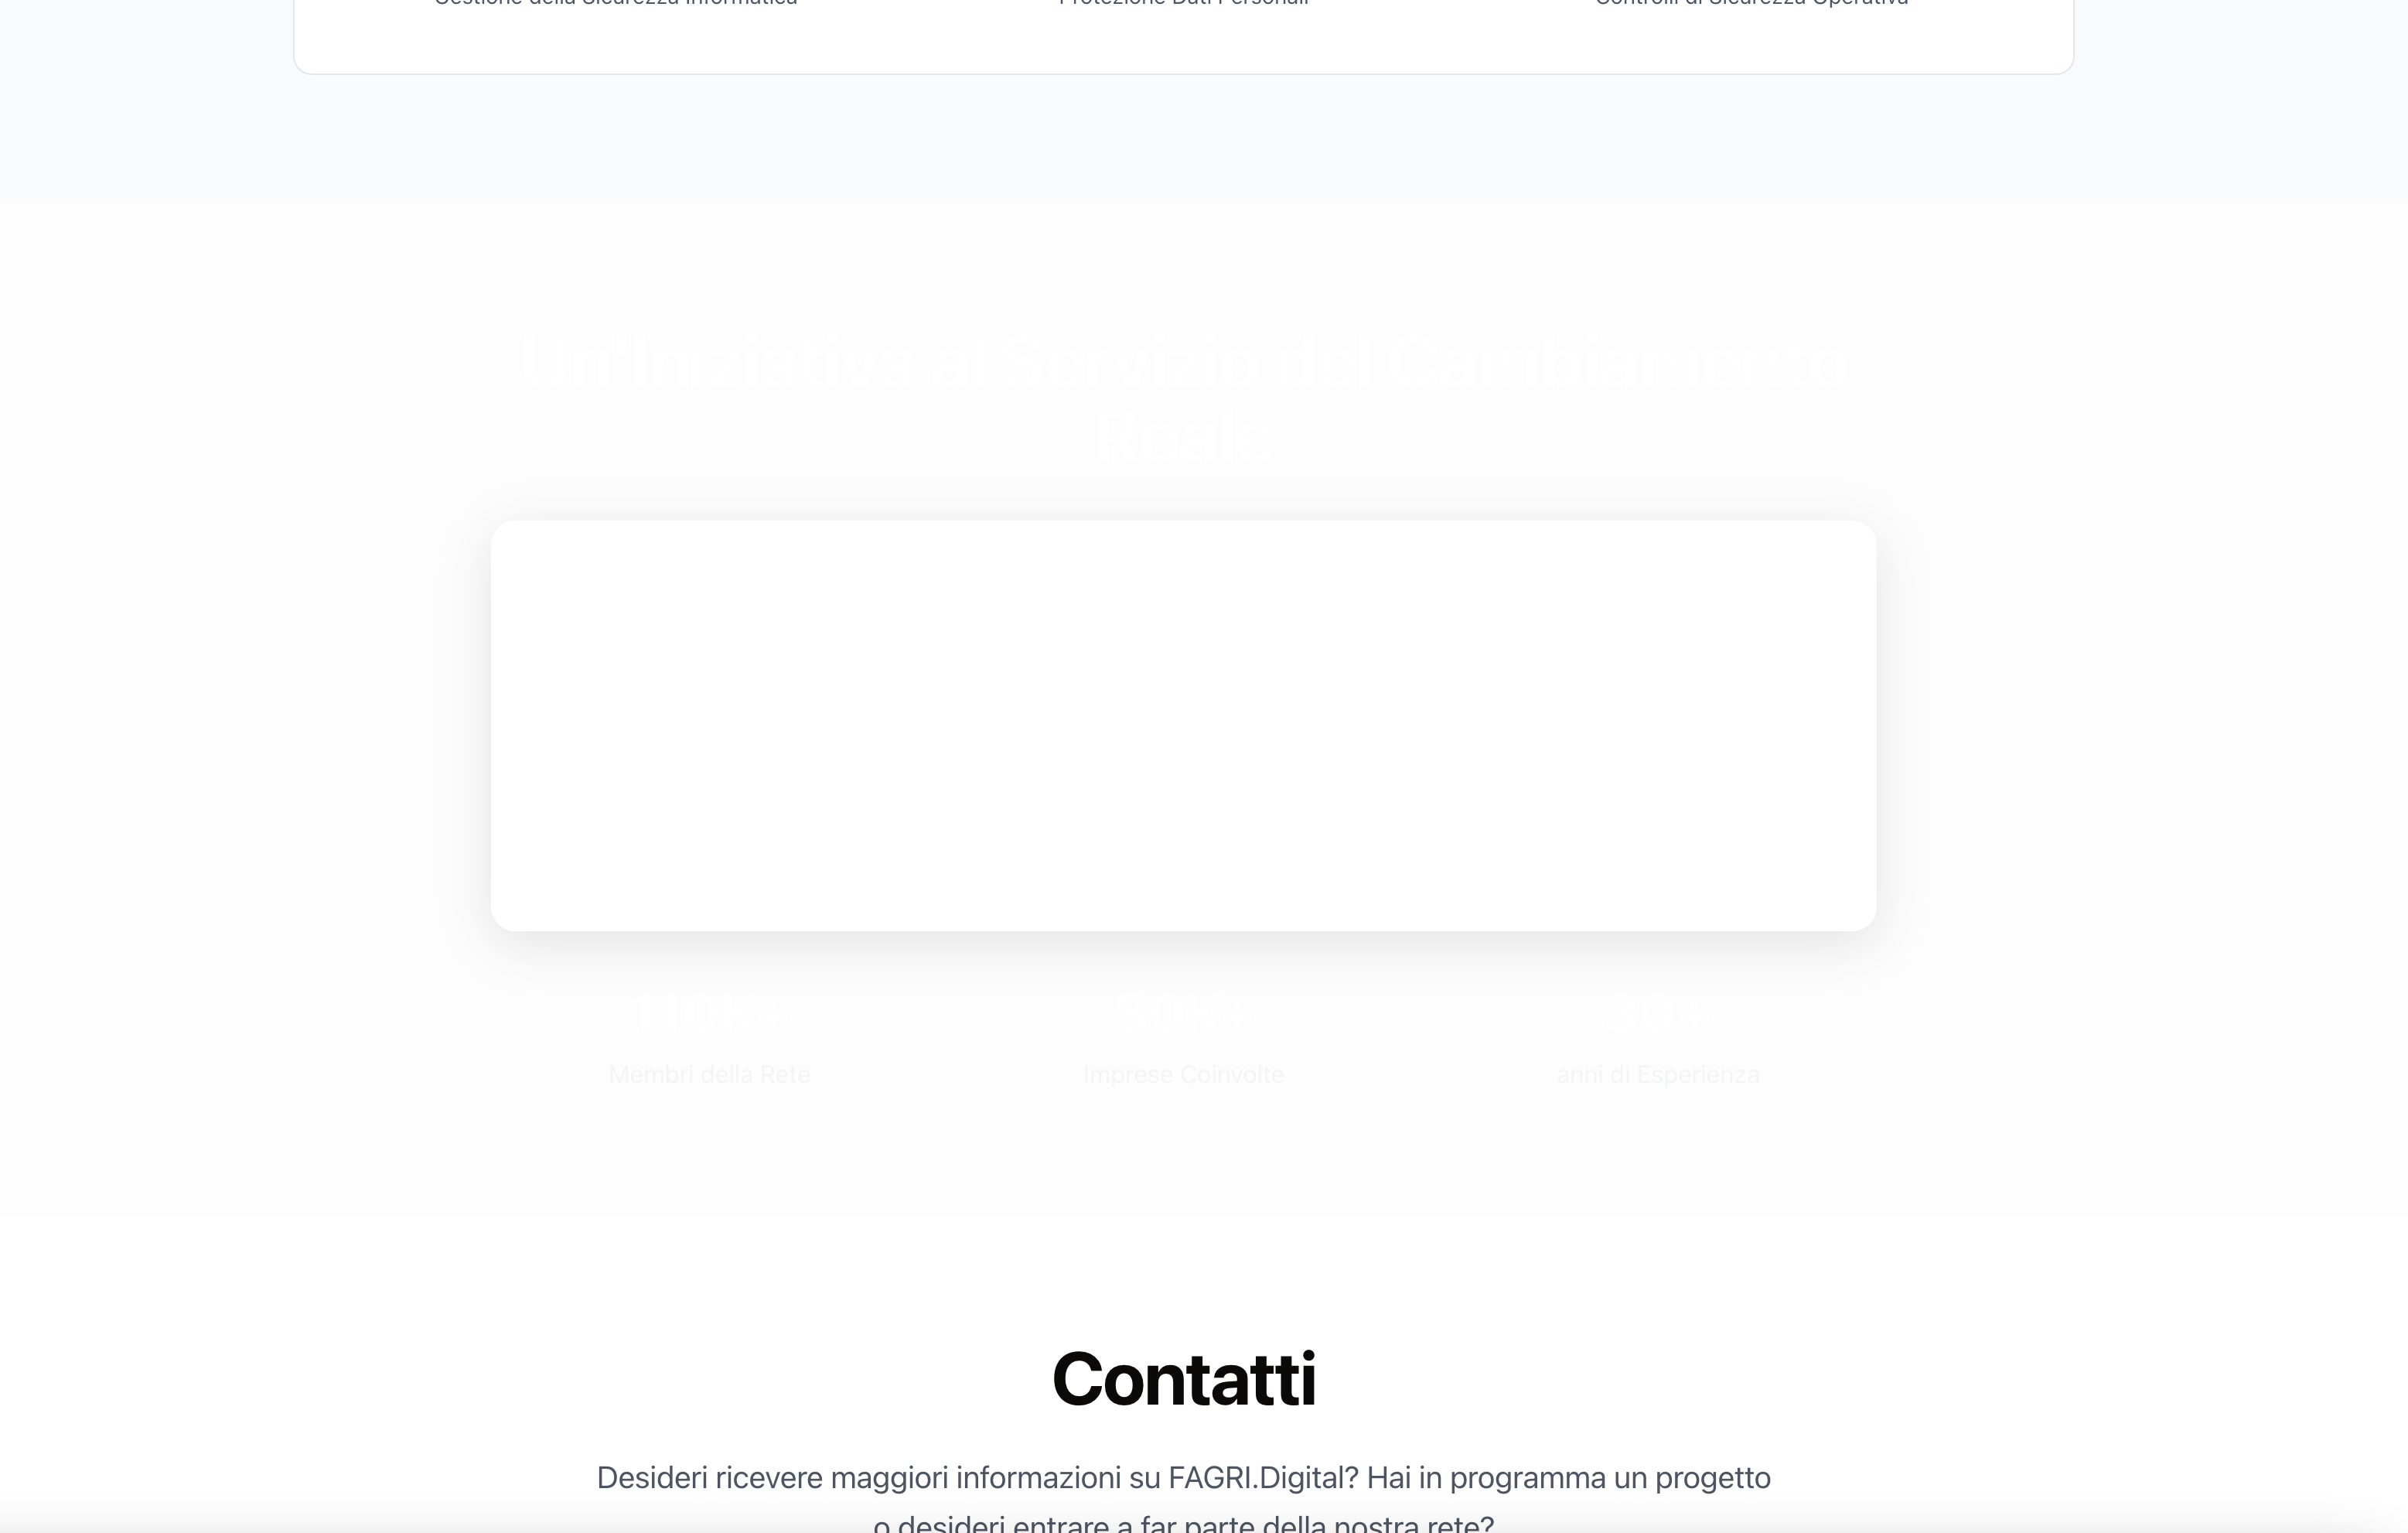 Gestione della Sicurezza Informatica
Protezione Dati Personali
Controlli di Sicurezza Operativa
Un'Iniziativa al Servizio del Cambiamento
Reale
110K+
80K+
30+
Membri della Rete
Imprese Coinvolte
anni di Esperienza
Contatti
Desideri ricevere maggiori informazioni su FAGRI.Digital? Hai in programma un progetto
o desideri entrare a far parte della nostra rete?